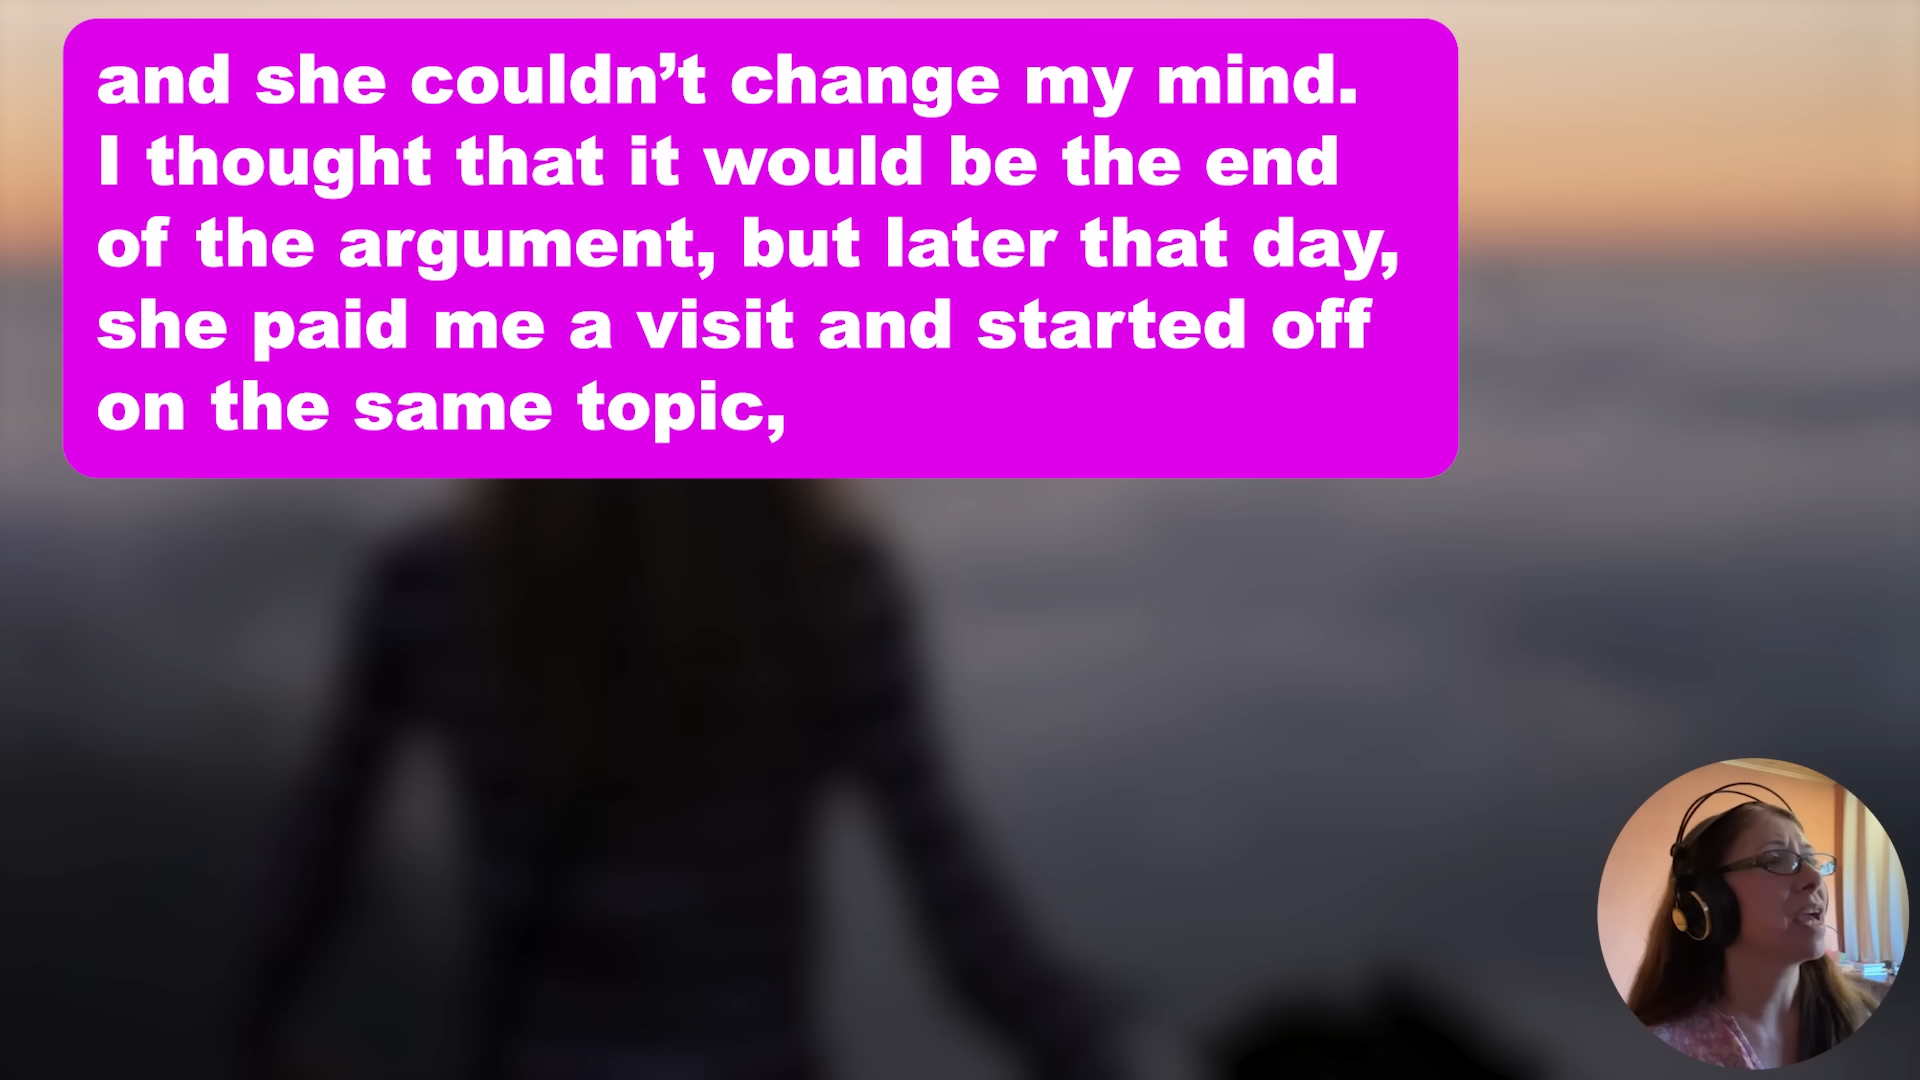 and she couldn’t change my mind.
I thought that it would be the end
of the argument, but later that day,
she paid me a visit and started off
on the same topic,